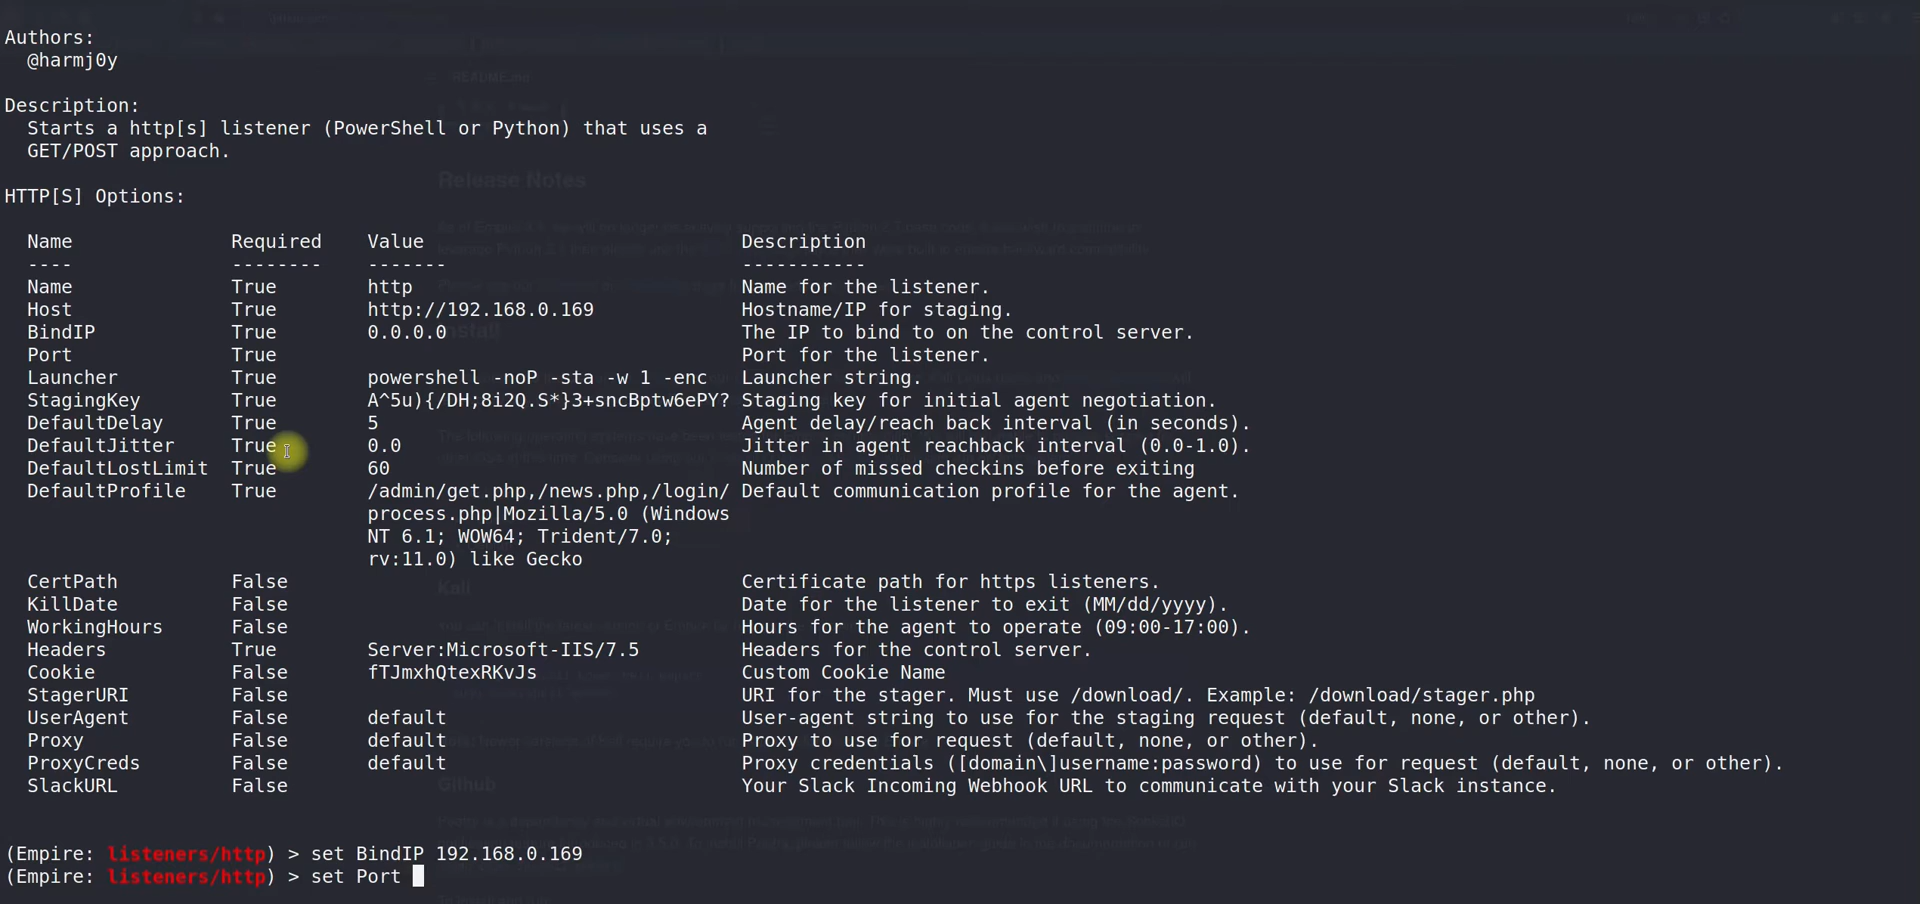 Authors:
@harmj0y
README.md
Description:
Starts a http[s] listener (PowerShell or Python) that uses a
GET/POST approach.
Release Notes
HTTP[S] Options:
Name Required Value Description
---- -------- ------- -----------
Name True http Name for the listener.
Host True http://192.168.0.169 Hostname/IP for staging.
BindIP True 0.0.0.0 The IP to bind to on the control server.
Install
Port True Port for the listener.
Launcher True powershell -noP -sta -w 1 -enc Launcher string.
StagingKey True A^5u){/DH;8i2Q.S*}3+sncBptw6ePY? Staging key for initial agent negotiation.
DefaultDelay True 5 Agent delay/reach back interval (in seconds).
DefaultJitter True 0.0 Jitter in agent reachback interval (0.0-1.0).
DefaultLostLimit True 60 Number of missed checkins before exiting
DefaultProfile True /admin/get.php,/news.php,/login/ Default communication profile for the agent.
process.php|Mozilla/5.0 (Windows
NT 6.1; WOW64; Trident/7.0;
rv:11.0) like Gecko
CertPath False Certificate path for https listeners.
Kali
KillDate False Date for the listener to exit (MM/dd/yyyy).
WorkingHours False Hours for the agent to operate (09:00-17:00).
Headers True Server:Microsoft-IIS/7.5 Headers for the control server.
Cookie False fTJmxhQtexRKvJs Custom Cookie Name
StagerURI False URI for the stager. Must use /download/. Example: /download/stager.php
UserAgent False default User-agent string to use for the staging request (default, none, or other).
Proxy False default Proxy to use for request (default, none, or other).
ProxyCreds False default Proxy credentials ([domain\]username:password) to use for request (default, none, or other).
SlackURL False Your Slack Incoming Webhook URL to communicate with your Slack instance.
Github
(Empire: listeners/http) > set BindIP 192.168.0.169
(Empire: listeners/http) > set Port